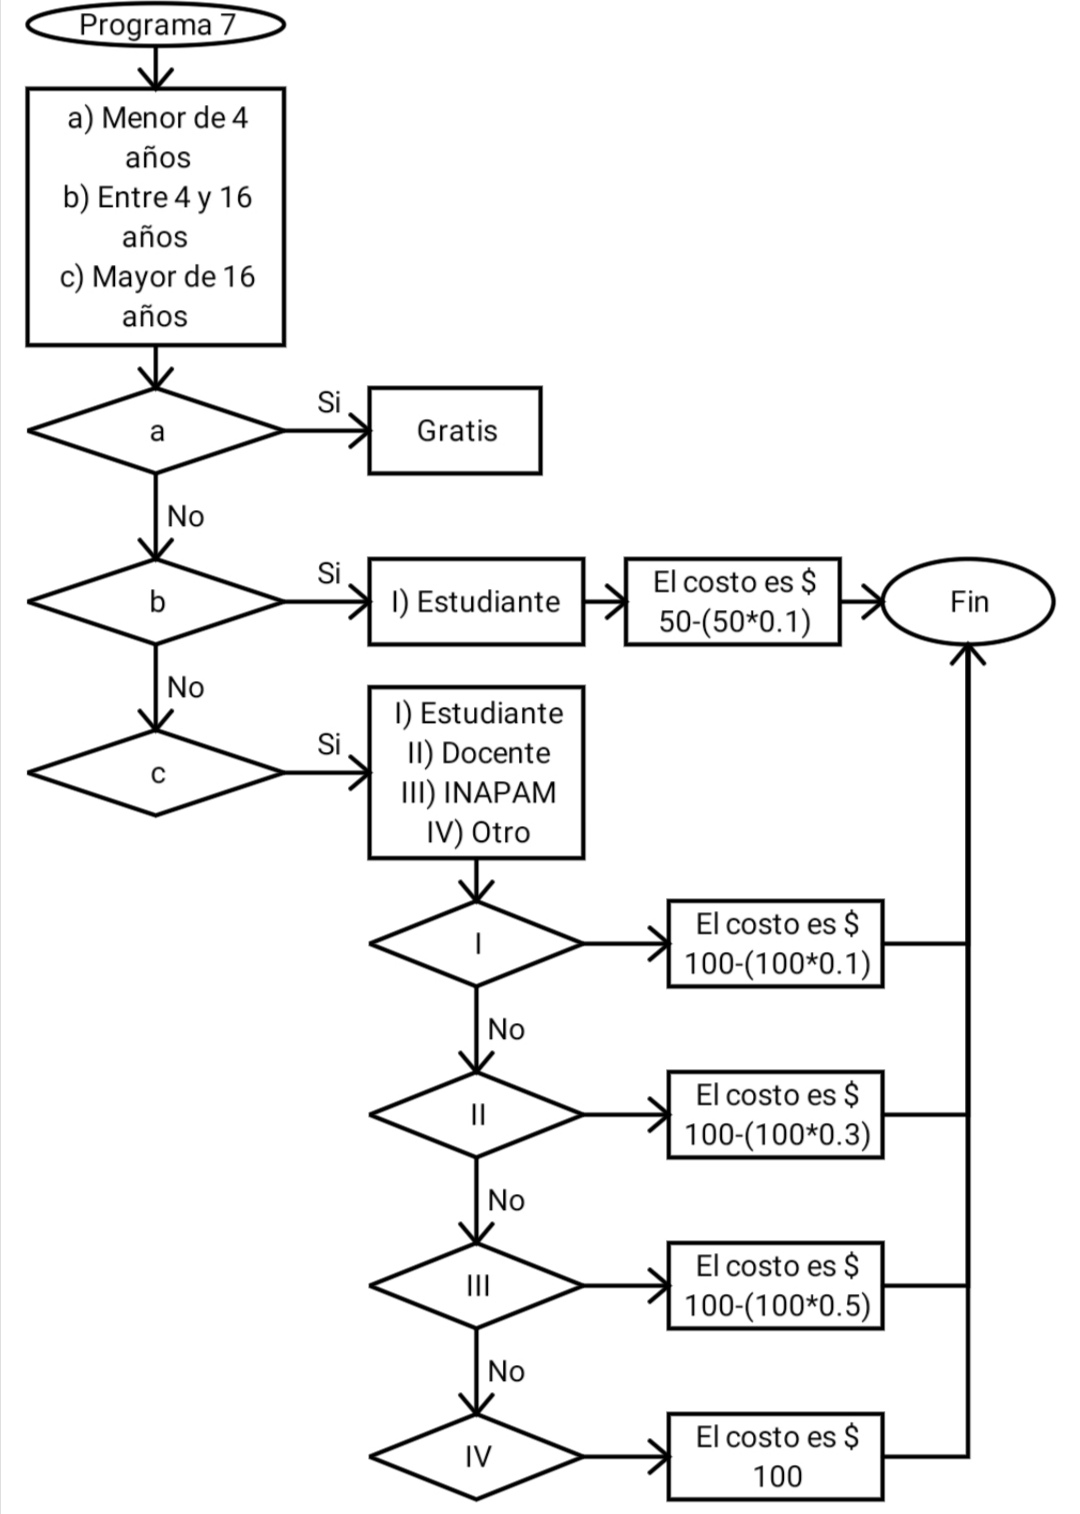 Programa 7
a) Menor de 4
años
b) Entre 4 y 16
años
c) Mayor de 16
años
a
Si
Gratis
No
b
Si
I) Estudiante
El costo es $
50-(50*0.1)
Fin
No
c
Si
I) Estudiante
II) Docente
III) INAPAM
IV) Otro
I
El costo es $
100-(100*0.1)
No
II
El costo es $
100-(100*0.3)
No
III
El costo es $
100-(100*0.5)
No
IV
El costo es $
100